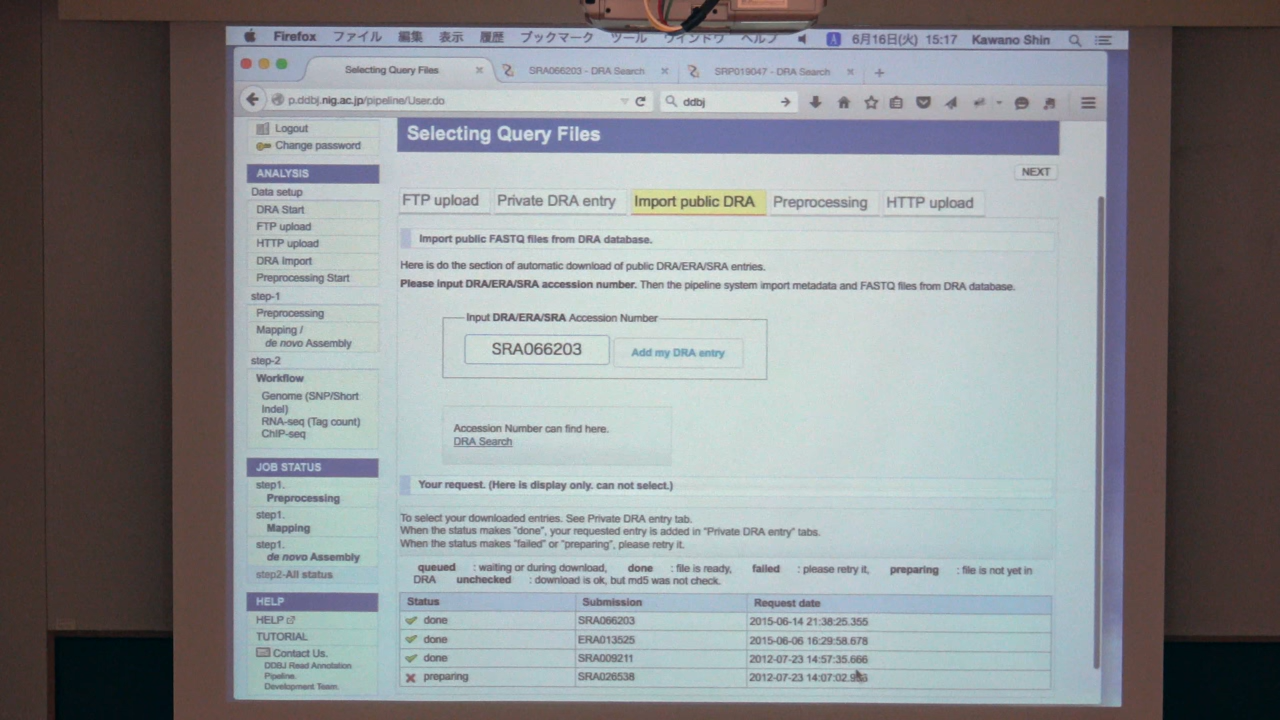 Firefox ファイル 編集 表示 履歴 ブックマーク ツール ウインドウ ヘルプ 6月16日(火) 15:17 Kawano Shin
Selecting Query Files SRA066203 - DRA Search SRP019047 - DRA Search
p.ddbj.nig.ac.jp/pipeline/User.do ddbj
Logout
Change password
ANALYSIS
Data setup
DRA Start
FTP upload
HTTP upload
DRA Import
Preprocessing Start
step-1
Preprocessing
Mapping /
de novo Assembly
step-2
Workflow
Genome (SNP/Short
Indel)
RNA-seq (Tag count)
ChIP-seq
JOB STATUS
step1.
Preprocessing
step1.
Mapping
step1.
de novo Assembly
step2-All status
HELP
HELP
TUTORIAL
Contact Us.
DDBJ Read Annotation
Pipeline.
Development Team.
Selecting Query Files
NEXT
FTP upload Private DRA entry Import public DRA Preprocessing HTTP upload
Import public FASTQ files from DRA database.
Here is do the section of automatic download of public DRA/ERA/SRA entries.
Please input DRA/ERA/SRA accession number. Then the pipeline system import metadata and FASTQ files from DRA database.
Input DRA/ERA/SRA Accession Number
SRA066203 Add my DRA entry
Accession Number can find here.
DRA Search
Your request. (Here is display only. can not select.)
To select your downloaded entries. See Private DRA entry tab.
When the status makes "done", your requested entry is added in "Private DRA entry" tabs.
When the status makes "failed" or "preparing", please retry it.
queued : waiting or during download, done : file is ready, failed : please retry it, preparing : file is not yet in
DRA unchecked : download is ok, but md5 was not check.
Status Submission Request date
done SRA066203 2015-06-14 21:38:25.355
done ERA013525 2015-06-06 16:29:58.678
done SRA009211 2012-07-23 14:57:35.666
preparing SRA026538 2012-07-23 14:07:02